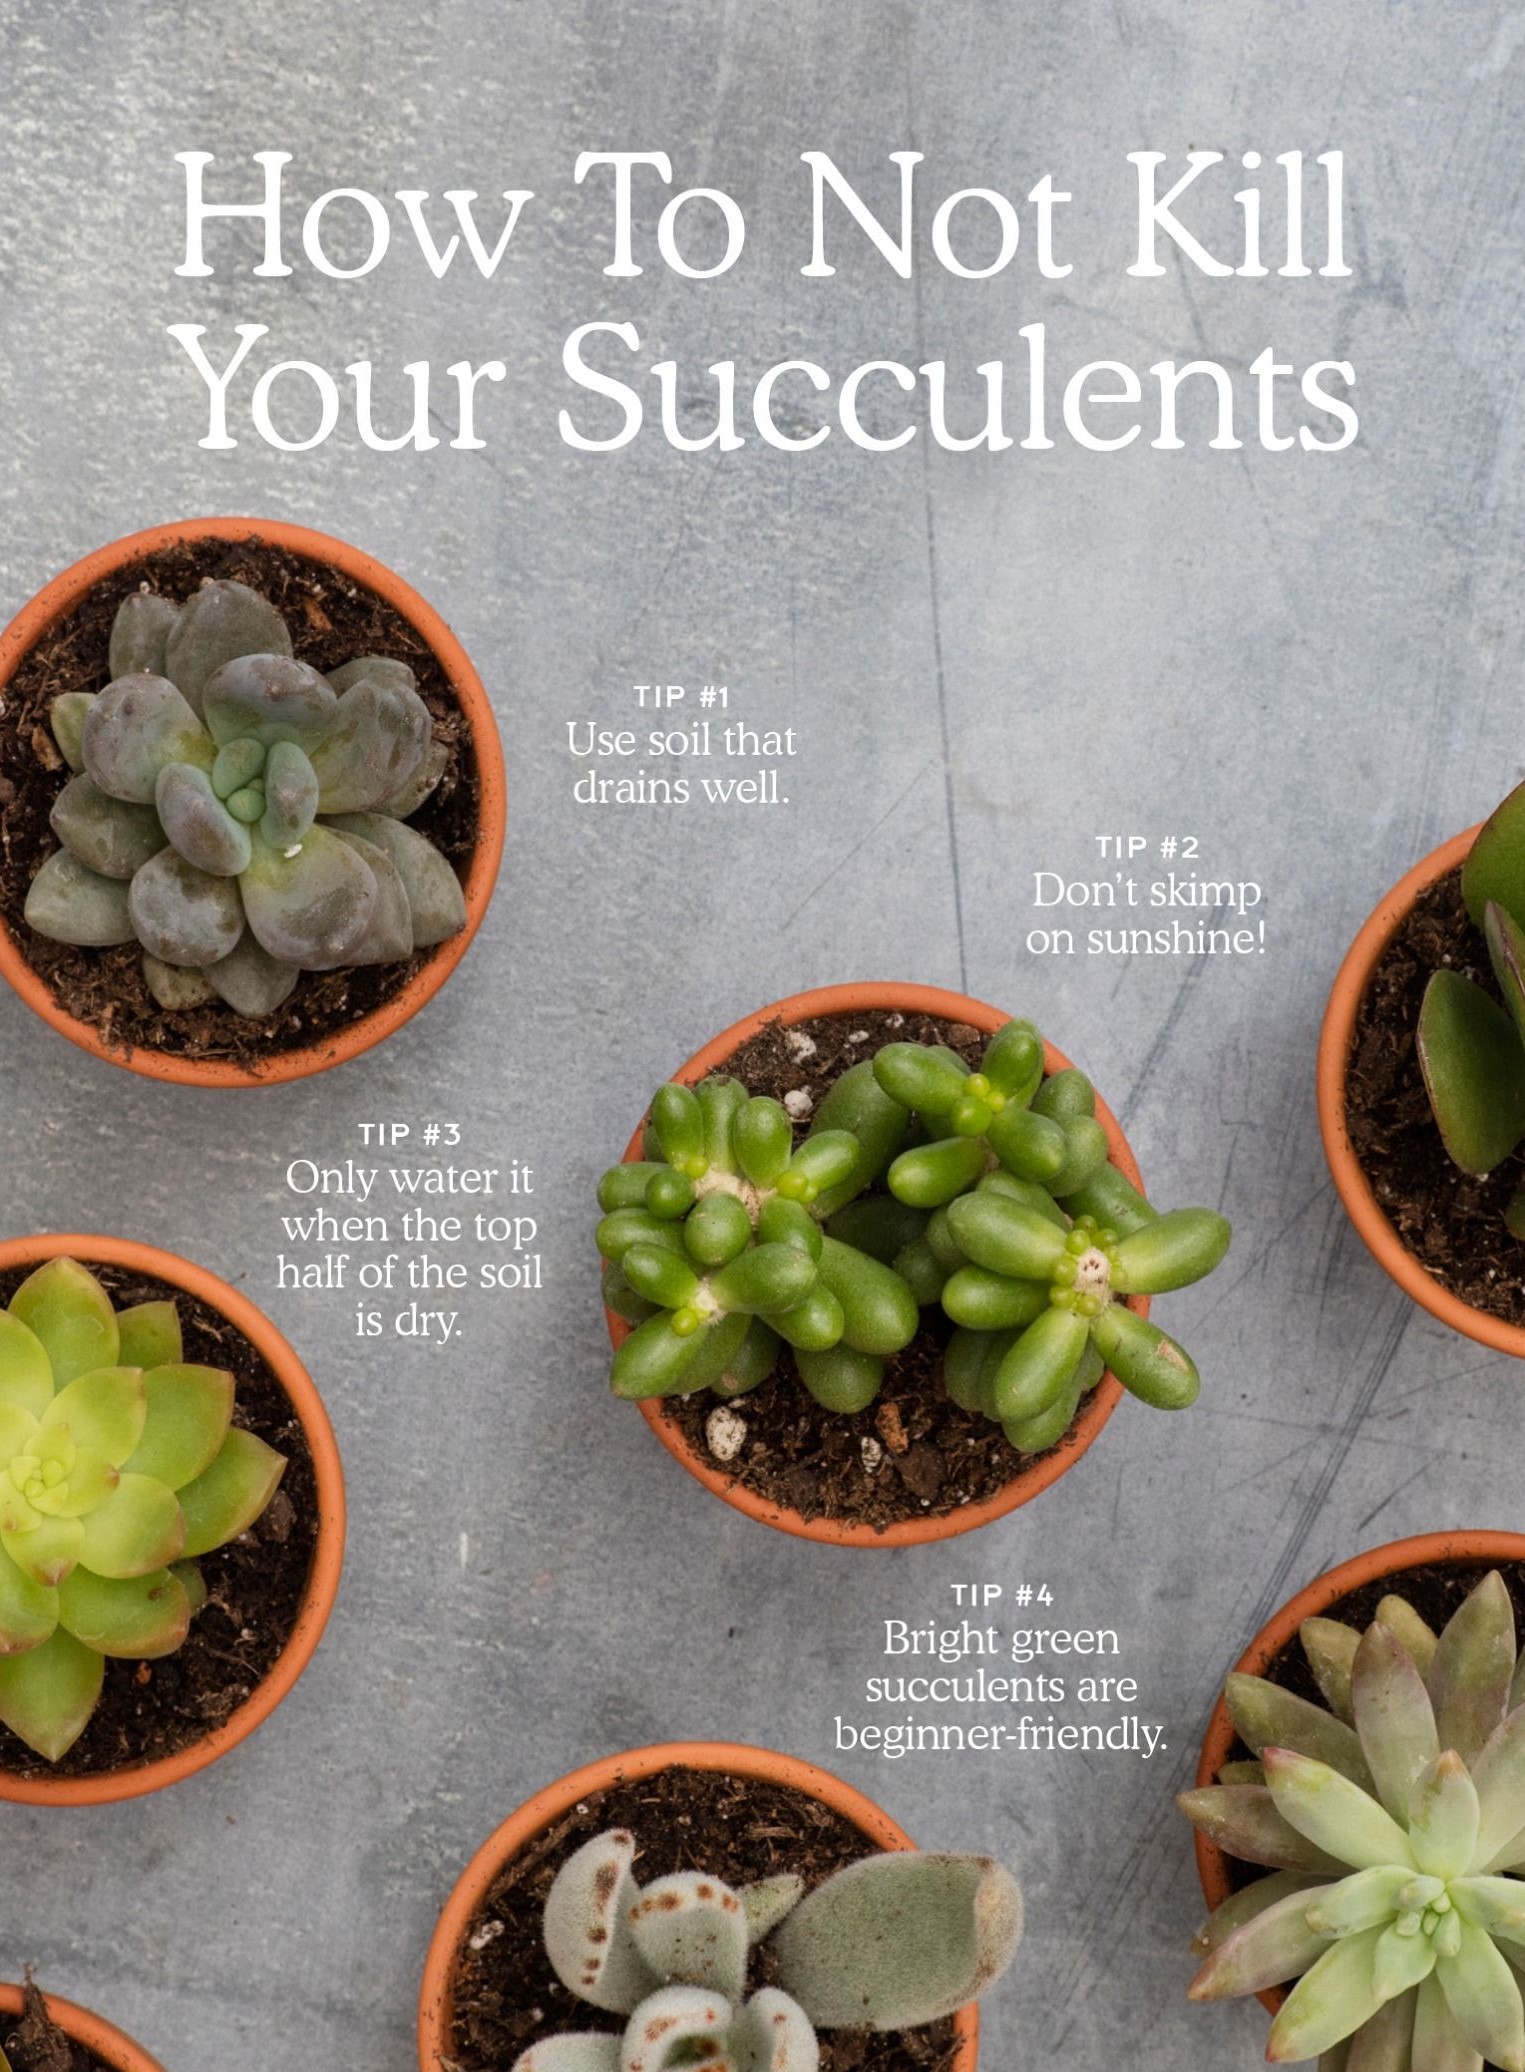 How To Not Kill
Your Succulents
TIP #1
Use soil that
drains well.
TIP #2
Don't skimp
on sunshine!
TIP #3
Only water it
when the top
half of the soil
is dry.
TIP #4
Bright green
succulents are
beginner-friendly.